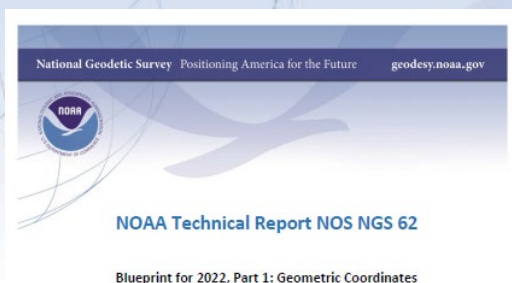 National Geodetic Survey Positioning America for the Future geodesy.noaa.gov
NOAA
NOAA Technical Report NOS NGS 62
Blueprint for 2022, Part 1: Geometric Coordinates